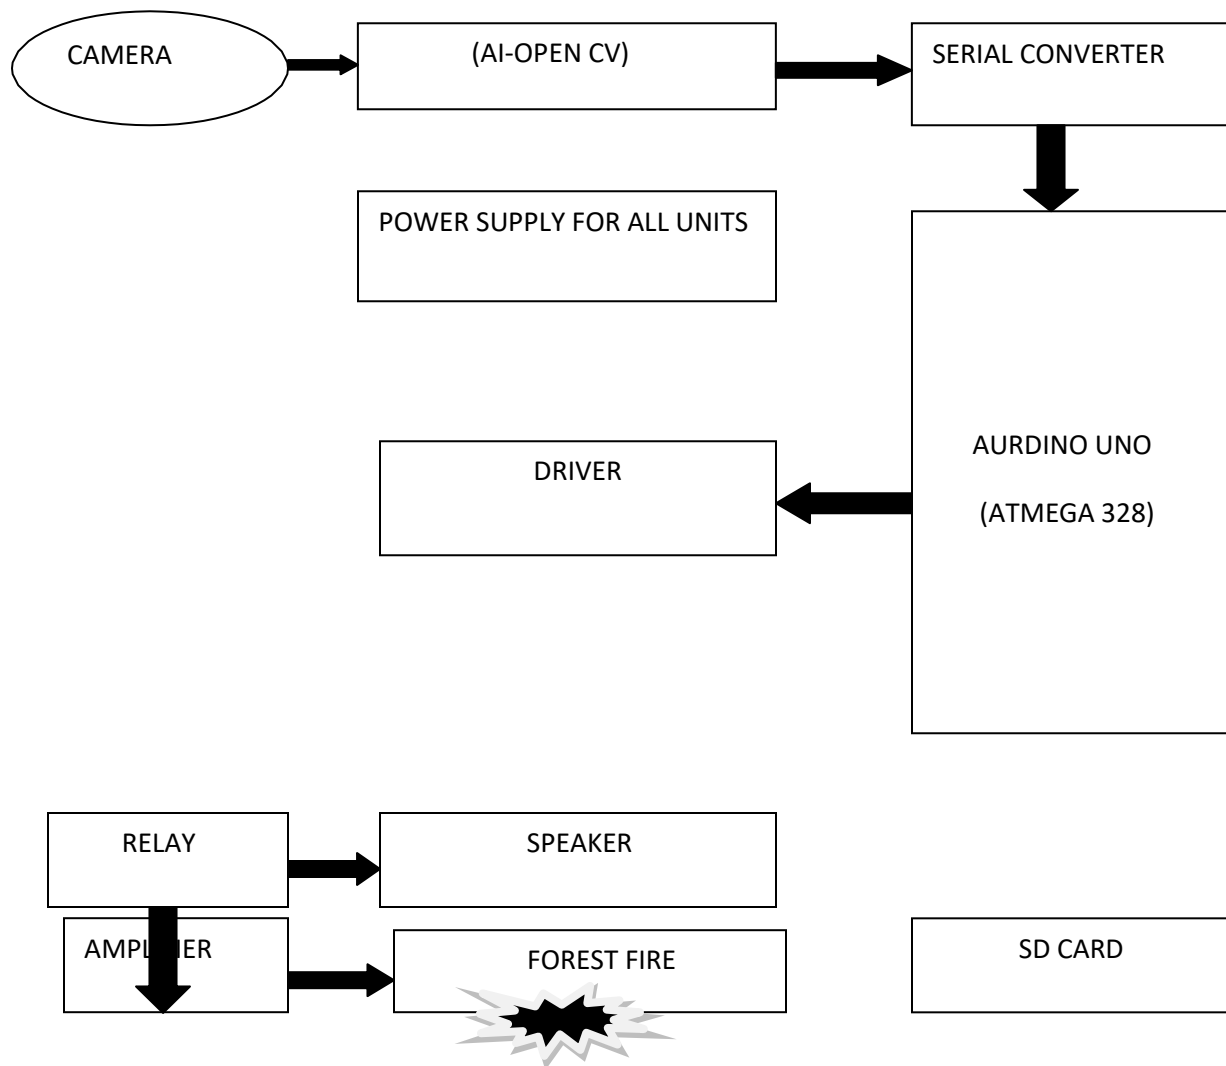 CAMERA
(AI-OPEN CV)
SERIAL CONVERTER
POWER SUPPLY FOR ALL UNITS
DRIVER
AURDINO UNO
(ATMEGA 328)
RELAY
SPEAKER
FOREST FIRE
SD CARD